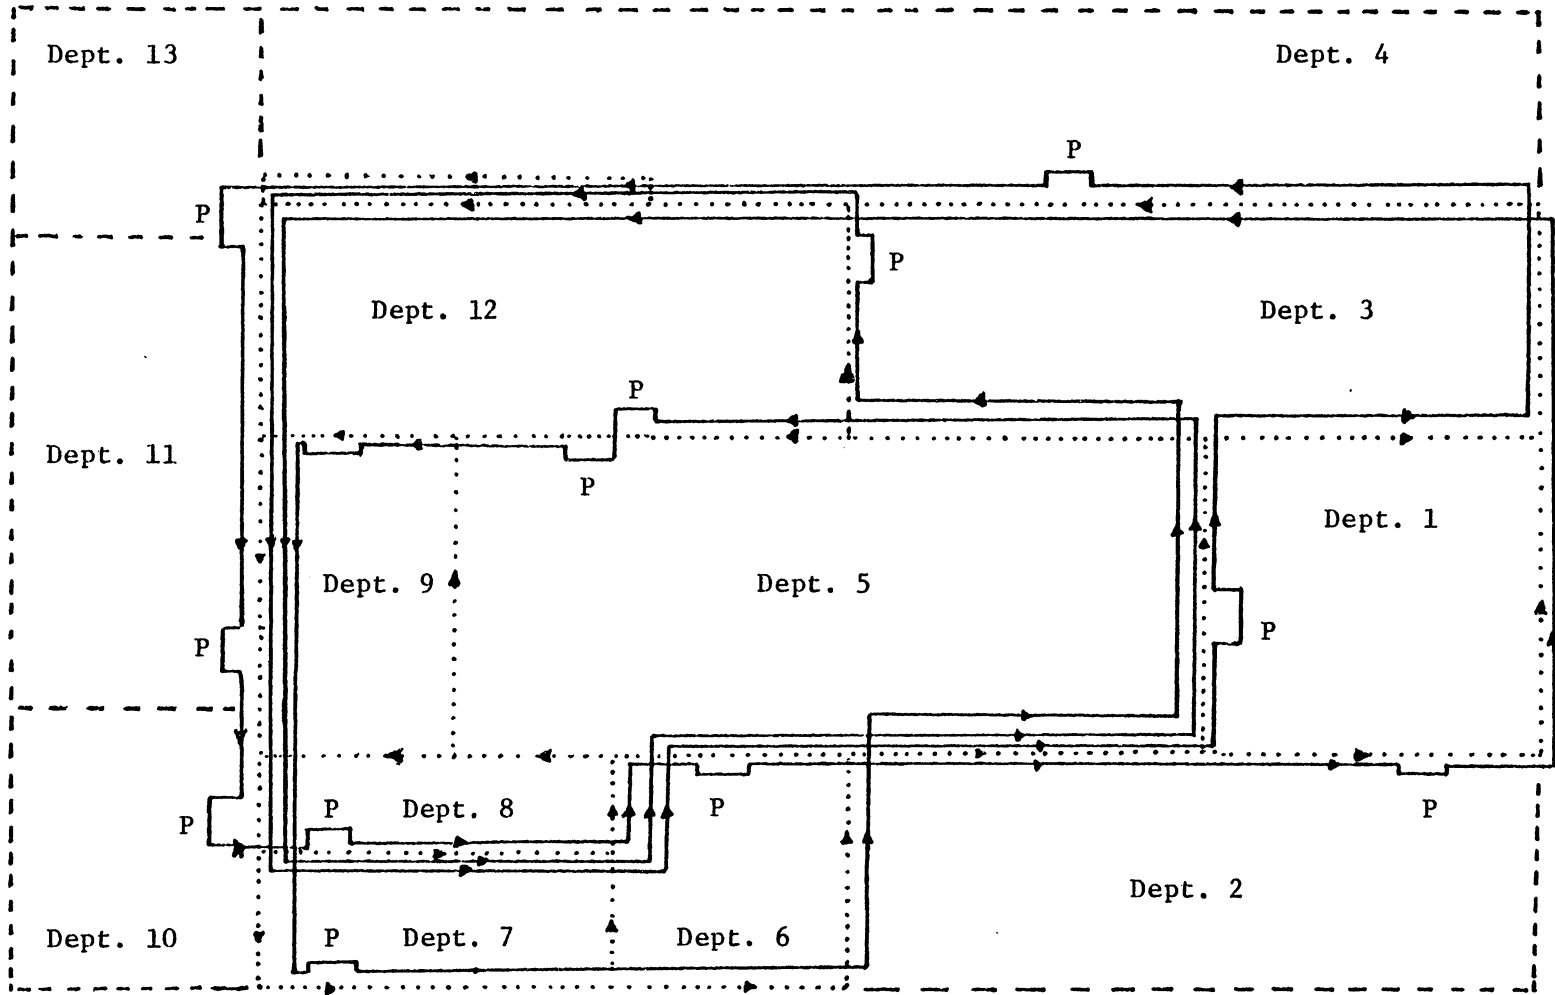 Dept. 13
Dept. 4
P
P
P
Dept. 12
Dept. 3
P
Dept. 11
P
Dept. 1
Dept. 9
Dept. 5
P
P
Dept. 8
P
P
P
P
Dept. 2
Dept. 10
P
Dept. 7
Dept. 6